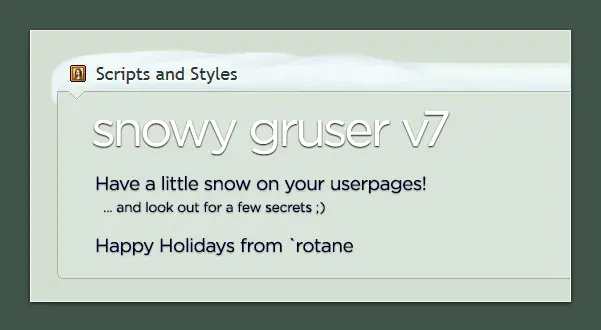 Scripts and Styles
snowy gruser v7
Have a little snow on your userpages!
... and look out for a few secrets ;)
Happy Holidays from `rotane